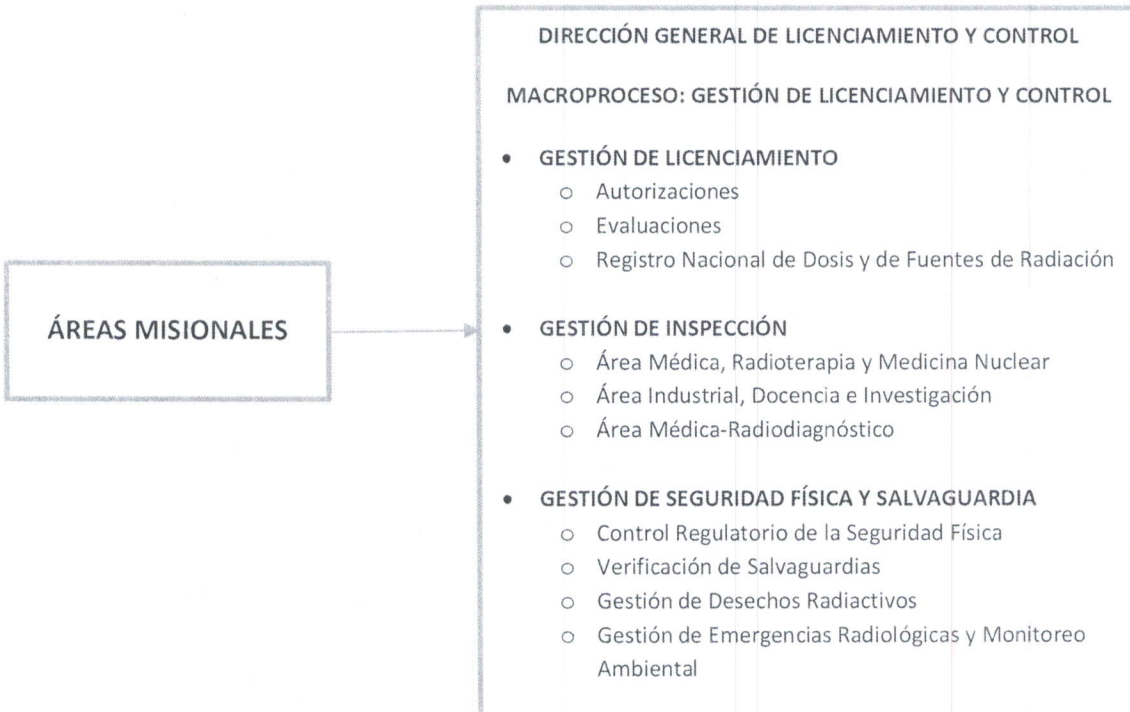 DIRECCIÓN GENERAL DE LICENCIAMIENTO Y CONTROL
MACROPROCESO: GESTIÓN DE LICENCIAMIENTO Y CONTROL
• GESTIÓN DE LICENCIAMIENTO
o Autorizaciones
o Evaluaciones
o Registro Nacional de Dosis y de Fuentes de Radiación
ÁREAS MISIONALES
• GESTIÓN DE INSPECCIÓN
o Área Médica, Radioterapia y Medicina Nuclear
o Área Industrial, Docencia e Investigación
o Área Médica-Radiodiagnóstico
• GESTIÓN DE SEGURIDAD FÍSICA Y SALVAGUARDIA
o Control Regulatorio de la Seguridad Física
o Verificación de Salvaguardias
o Gestión de Desechos Radiactivos
o Gestión de Emergencias Radiológicas y Monitoreo
Ambiental